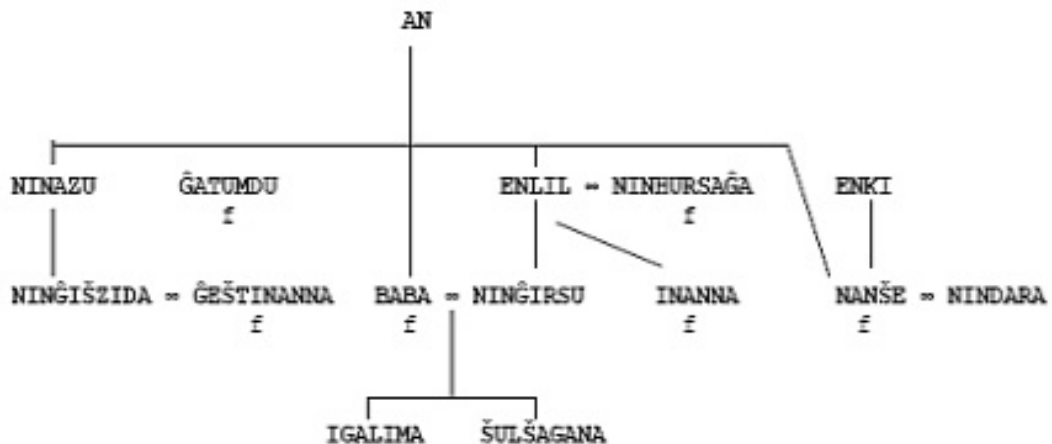 AN
NINAZU ĜATUMDU ENLIL = NINHURSAĜA ENKI
f f
NINĜIŠZIDA = ĜEŠTINANNA BABA = NINĜIRSU INANNA NANŠE = NINDARA
f f f f
IGALIMA ŠULŠAGANA